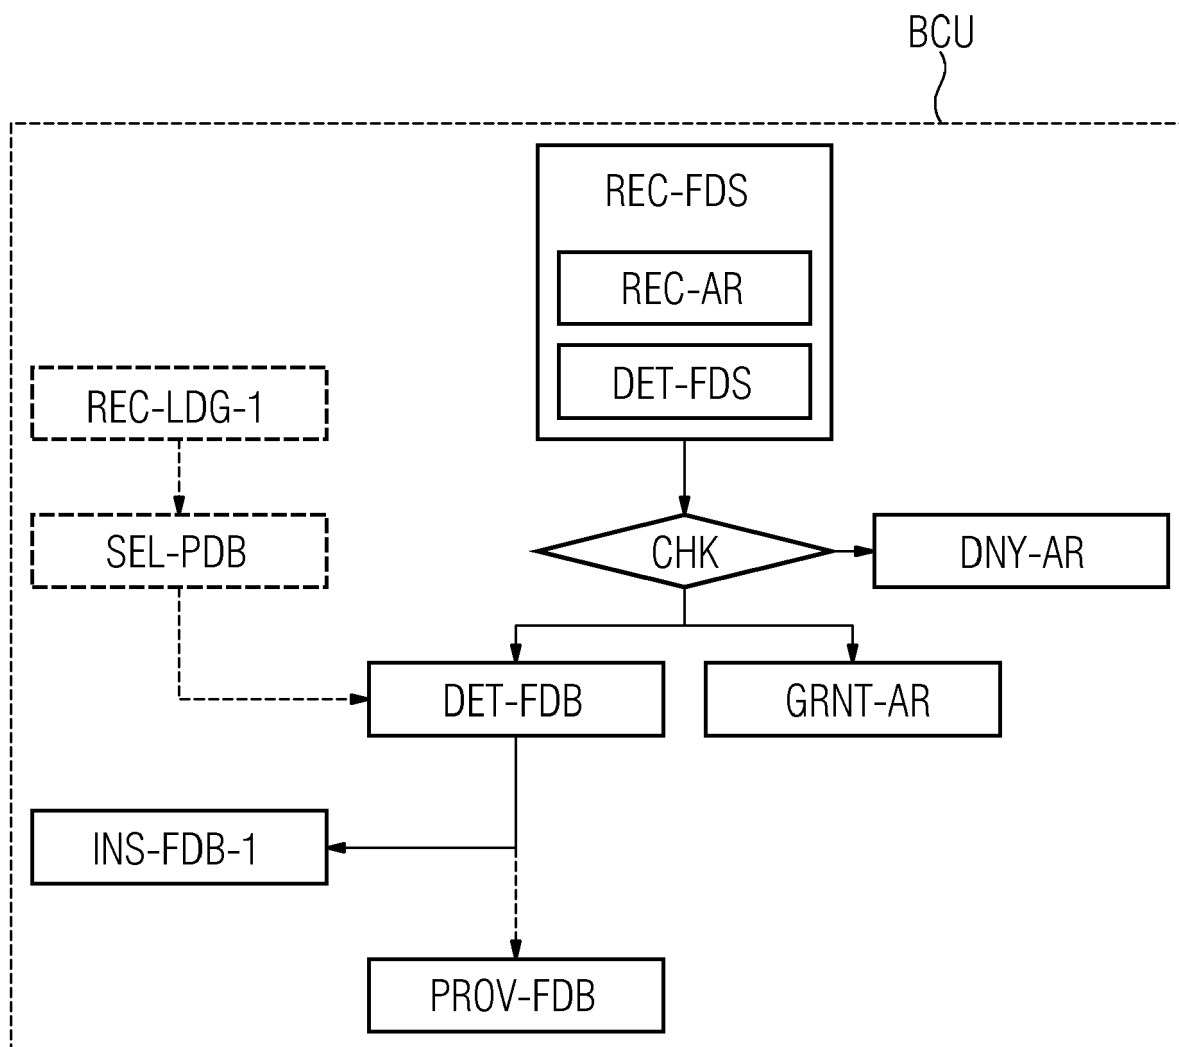 BCU
REC-FDS
REC-AR
DET-FDS
REC-LDG-1
SEL-PDB
CHK
DNY-AR
DET-FDB
GRNT-AR
INS-FDB-1
PROV-FDB